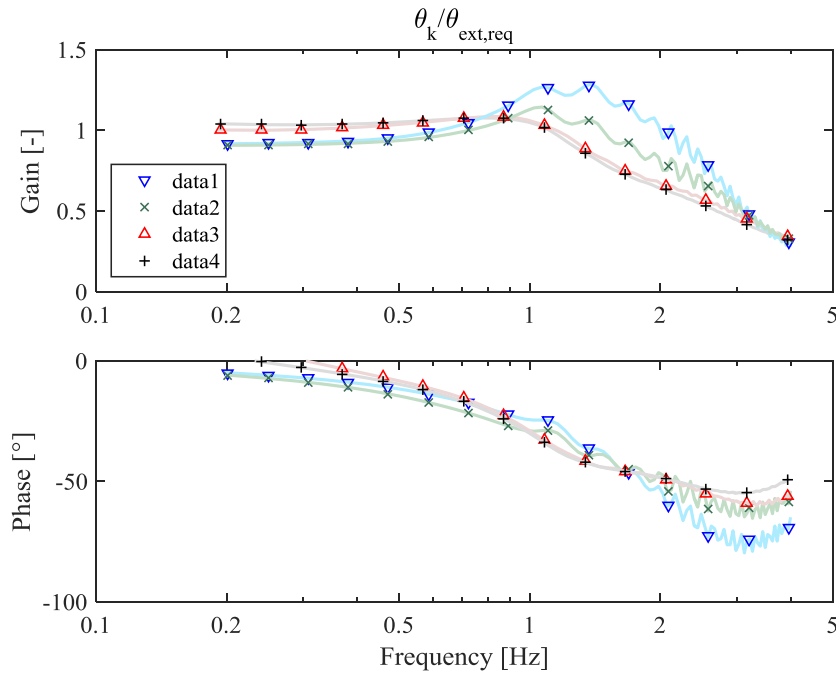 θk/θext,req
1.5
1
0.5
0
Gain [-]
data1
data2
data3
data4
0.1 0.2 0.5 1 2 5
0
-50
-100
Phase [°]
0.1 0.2 0.5 1 2 5
Frequency [Hz]